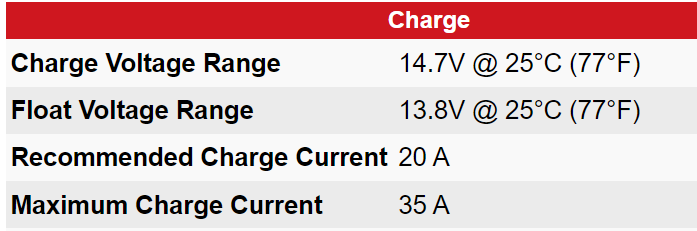 Charge
Charge Voltage Range 14.7V @ 25°C (77°F)
Float Voltage Range 13.8V @ 25°C (77°F)
Recommended Charge Current 20 A
Maximum Charge Current 35 A